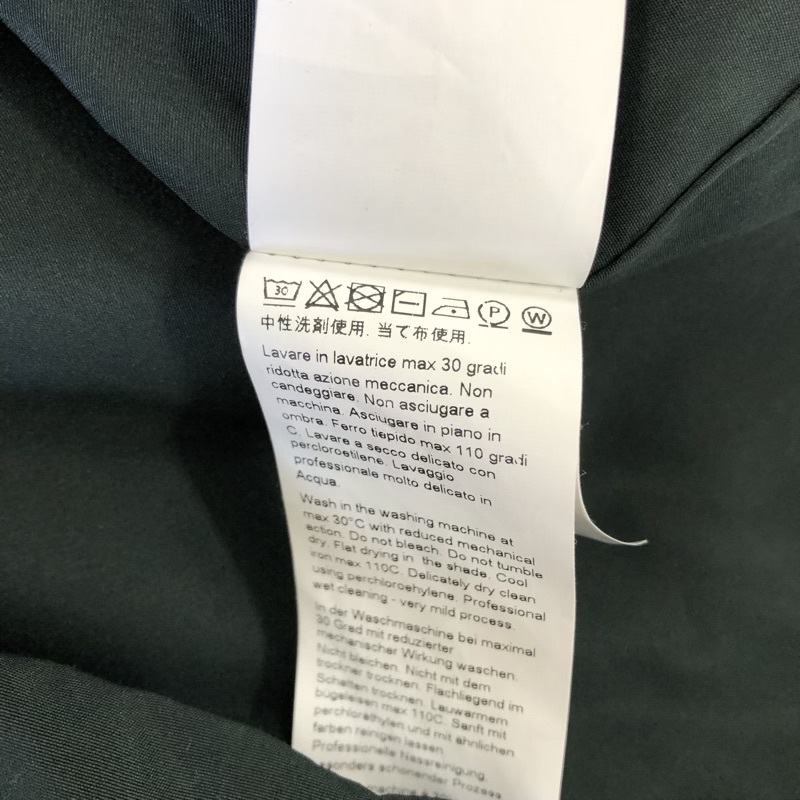 30
P
W
中性洗剤使用. 当て布使用.
Lavare in lavatrice max 30 gradi
ridotta azione meccanica. Non
candeggiare. Non asciugare a
macchina. Asciugare in piano in
ombra. Ferro tiepido max 110 gradi
C. Lavare a secco delicato con
percloroetilene. Lavaggio
professionale molto delicato in
Acqua.
Wash in the washing machine at
max 30°C with reduced mechanical
action. Do not bleach. Do not tumble
dry. Flat drying in the shade. Cool
iron max 110C. Delicately dry clean
using perchloroehylene. Professional
wet cleaning - very mild process.
In der Waschmaschine bei maximal
30 Grad mit reduzierter
mechanischer Wirkung waschen.
Nicht bleichen. Nicht mit dem
trockner trocknen. Flachliegend im
Schatten trocknen. Lauwarmem
bügeleisen max 110C. Sanft mit
perchlorethylen und mit ähnlichen
farben reinigen lassen.
Professionelle Nassreinigung,
schonender Prozess